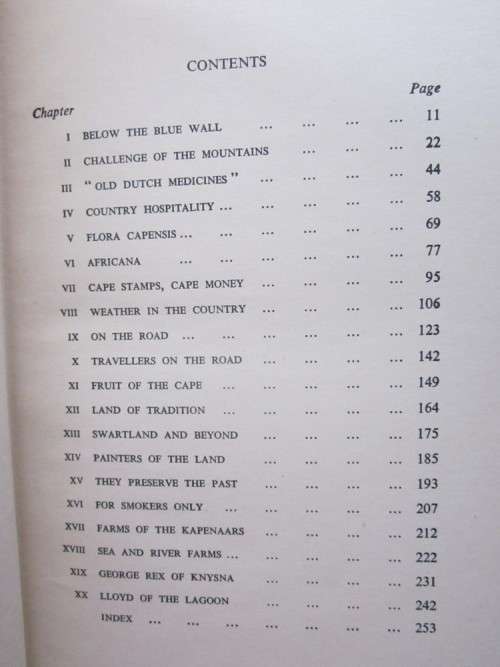 CONTENTS
Chapter Page
I BELOW THE BLUE WALL ... ... ... ... 11
II CHALLENGE OF THE MOUNTAINS ... ... ... 22
III " OLD DUTCH MEDICINES " ... ... ... ... 44
IV COUNTRY HOSPITALITY ... ... ... ... 58
V FLORA CAPENSIS ... ... ... ... ... 69
VI AFRICANA ... ... ... ... ... 77
VII CAPE STAMPS, CAPE MONEY ... ... ... ... 95
VIII WEATHER IN THE COUNTRY ... ... ... ... 106
IX ON THE ROAD ... ... ... ... ... 123
X TRAVELLERS ON THE ROAD ... ... ... ... 142
XI FRUIT OF THE CAPE ... ... ... ... ... 149
XII LAND OF TRADITION ... ... ... ... ... 164
XIII SWARTLAND AND BEYOND ... ... ... ... 175
XIV PAINTERS OF THE LAND ... ... ... ... 185
XV THEY PRESERVE THE PAST ... ... ... ... 193
XVI FOR SMOKERS ONLY ... ... ... ... ... 207
XVII FARMS OF THE KAPENAARS ... ... ... ... 212
XVIII SEA AND RIVER FARMS ... ... ... ... ... 222
XIX GEORGE REX OF KNYSNA ... ... ... ... 231
XX LLOYD OF THE LAGOON ... ... ... ... 242
INDEX ... ... ... ... ... ... ... 253